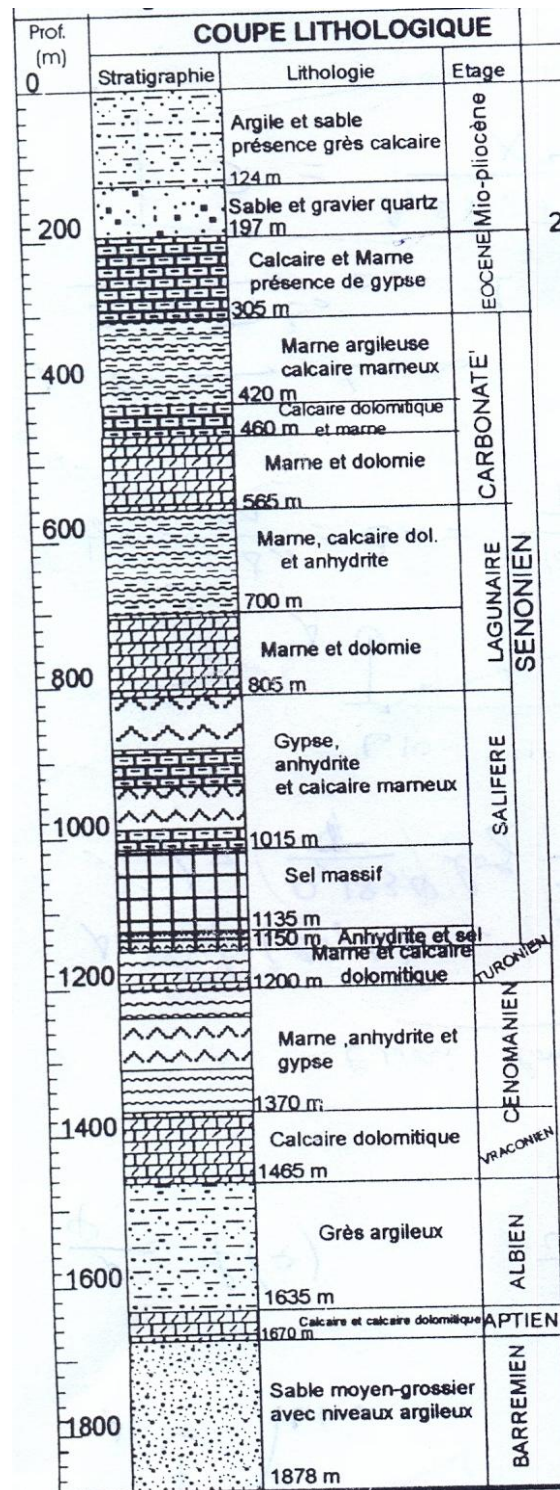 Prof.
(m)
COUPE LITHOLOGIQUE
Stratigraphie
Lithologie
Etage
0
200
400
600
800
1000
1200
1400
1600
1800
Argile et sable
présence grès calcaire
124 m
Sable et gravier quartz
197 m
Calcaire et Marne
présence de gypse
305 m
Marne argileuse
calcaire marneux
420 m
Calcaire dolomitique
460 m et marne
Marne et dolomie
565 m
Marne, calcaire dol.
et anhydrite
700 m
Marne et dolomie
805 m
Gypse,
anhydrite
et calcaire marneux
1015 m
Sel massif
1135 m
1150 m Anhydrite et sel
Marne et calcaire
1200 m dolomitique
Marne ,anhydrite et
gypse
1370 m
Calcaire dolomitique
1465 m
Grès argileux
1635 m
Calcaire et calcaire dolomitique
1670 m
Sable moyen-grossier
avec niveaux argileux
1878 m
Mio-pliocène
EOCENE
CARBONATE'
LAGUNAIRE
SALIFERE
SENONIEN
TURONIEN
CENOMANIEN
VRACONIEN
ALBIEN
APTIEN
BARREMIEN
2